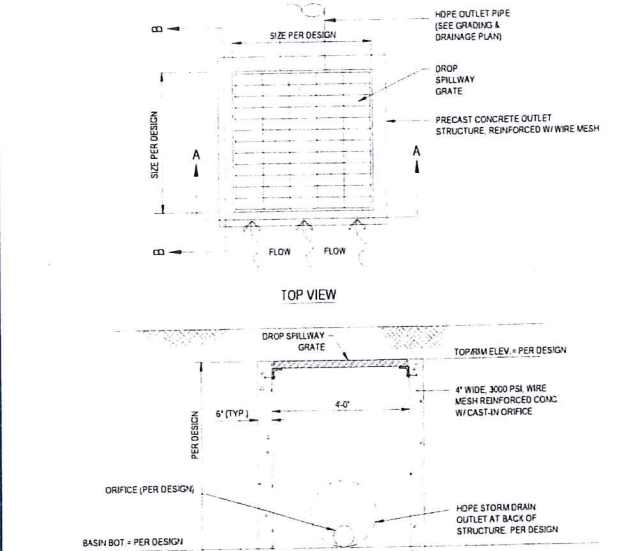 HDPE OUTLET PIPE
(SEE GRADING &
DRAINAGE PLAN)
B
SIZE PER DESIGN
DROP
SPILLWAY
GRATE
PRECAST CONCRETE OUTLET
STRUCTURE, REINFORCED W/ WIRE MESH
SIZE PER DESIGN
A
A
B
FLOW
FLOW
TOP VIEW
DROP SPILLWAY
GRATE
TOP/RIM ELEV. = PER DESIGN
4" WIDE, 3000 PSI, WIRE
MESH REINFORCED CONC.
W/ CAST-IN ORIFICE
4'-0"
6" (TYP.)
PER DESIGN
ORIFICE (PER DESIGN)
HDPE STORM DRAIN
OUTLET AT BACK OF
STRUCTURE, PER DESIGN
BASIN BOT. = PER DESIGN